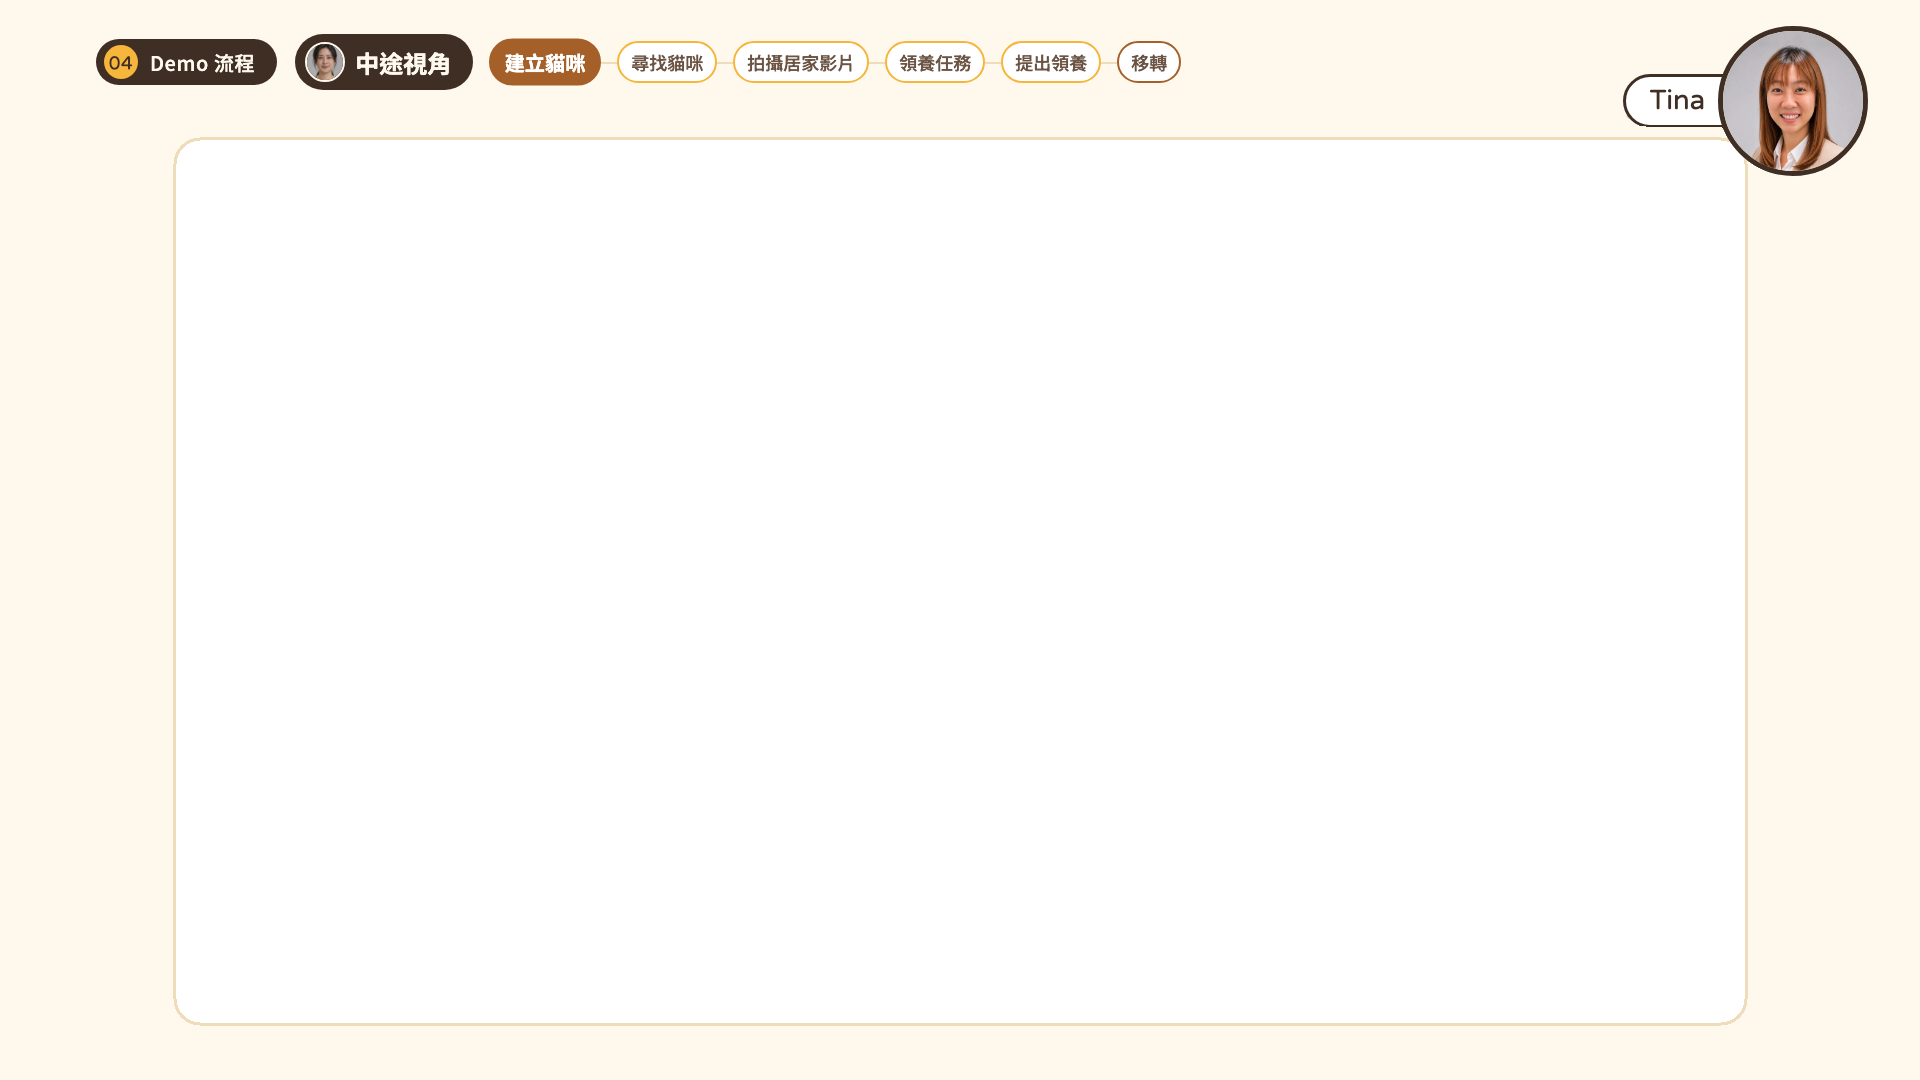 04 Demo 流程
中途視角
建立貓咪
尋找貓咪
拍攝居家影片
領養任務
提出領養
移轉
Tina